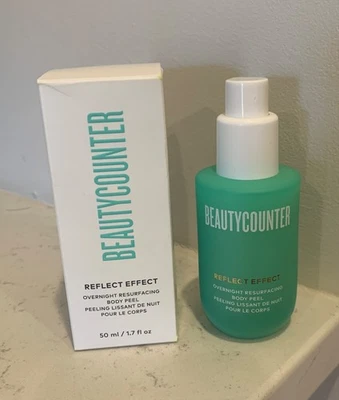 BEAUTYCOUNTER
REFLECT EFFECT
OVERNIGHT RESURFACING
BODY PEEL
PEELING LISSANT DE NUIT
POUR LE CORPS
50 ml / 1.7 fl oz
BEAUTYCOUNTER
REFLECT EFFECT
OVERNIGHT RESURFACING
BODY PEEL
PEELING LISSANT DE NUIT
POUR LE CORPS